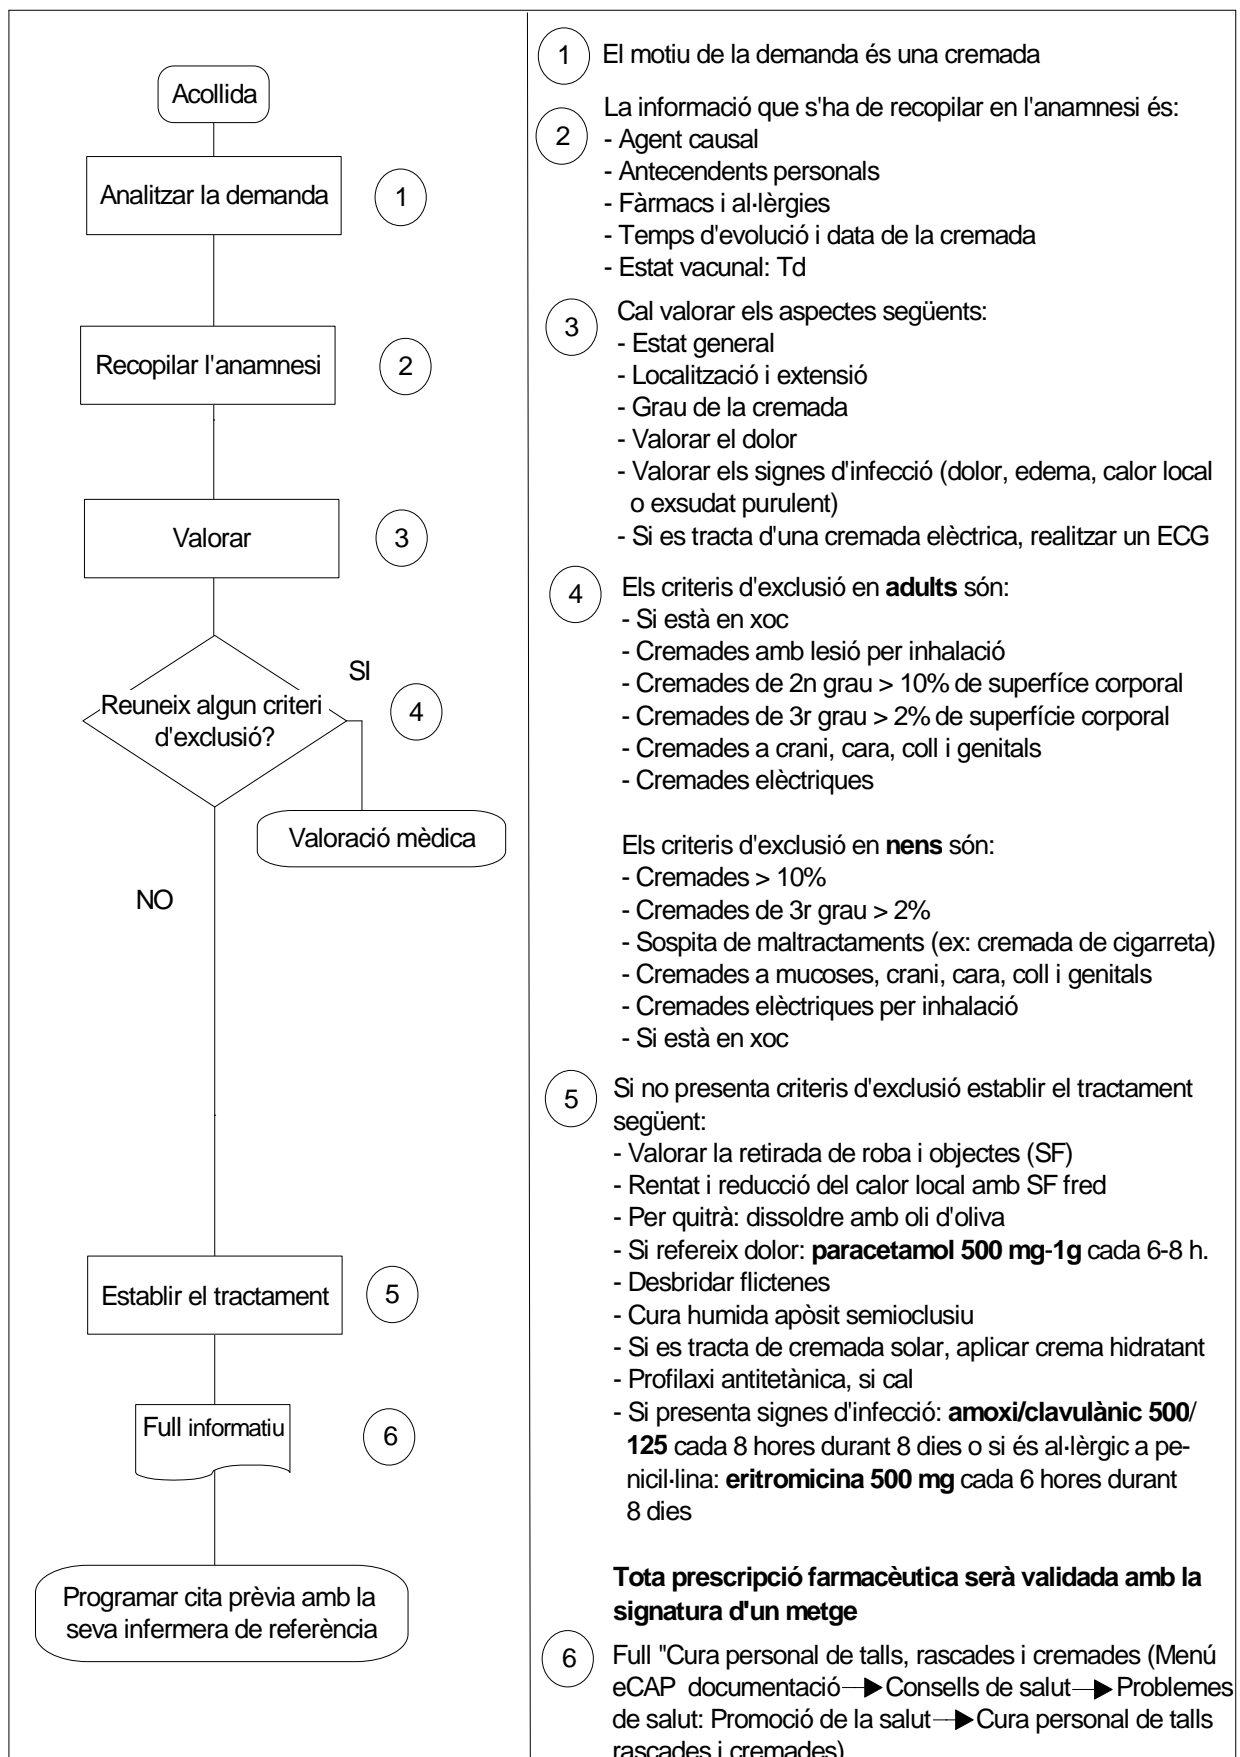 Acollida
Analitzar la demanda
1
Recopilar l'anamnesi
2
Valorar
3
SI
Reuneix algun criteri
d'exclusió?
4
Valoració mèdica
NO
Establir el tractament
5
Full informatiu
6
Programar cita prèvia amb la
seva infermera de referència
1 El motiu de la demanda és una cremada
La informació que s'ha de recopilar en l'anamnesi és:
2
- Agent causal
- Antecendents personals
- Fàrmacs i al·lèrgies
- Temps d'evolució i data de la cremada
- Estat vacunal: Td
3 Cal valorar els aspectes següents:
- Estat general
- Localització i extensió
- Grau de la cremada
- Valorar el dolor
- Valorar els signes d'infecció (dolor, edema, calor local
o exsudat purulent)
- Si es tracta d'una cremada elèctrica, realitzar un ECG
4 Els criteris d'exclusió en adults són:
- Si està en xoc
- Cremades amb lesió per inhalació
- Cremades de 2n grau > 10% de superfíce corporal
- Cremades de 3r grau > 2% de superfície corporal
- Cremades a crani, cara, coll i genitals
- Cremades elèctriques
Els criteris d'exclusió en nens són:
- Cremades > 10%
- Cremades de 3r grau > 2%
- Sospita de maltractaments (ex: cremada de cigarreta)
- Cremades a mucoses, crani, cara, coll i genitals
- Cremades elèctriques per inhalació
- Si està en xoc
5 Si no presenta criteris d'exclusió establir el tractament
següent:
- Valorar la retirada de roba i objectes (SF)
- Rentat i reducció del calor local amb SF fred
- Per quitrà: dissoldre amb oli d'oliva
- Si refereix dolor: paracetamol 500 mg-1g cada 6-8 h.
- Desbridar flictenes
- Cura humida apòsit semioclusiu
- Si es tracta de cremada solar, aplicar crema hidratant
- Profilaxi antitetànica, si cal
- Si presenta signes d'infecció: amoxi/clavulànic 500/
125 cada 8 hores durant 8 dies o si és al·lèrgic a pe-
nicil·lina: eritromicina 500 mg cada 6 hores durant
8 dies
Tota prescripció farmacèutica serà validada amb la
signatura d'un metge
6 Full "Cura personal de talls, rascades i cremades (Menú
eCAP documentació → Consells de salut → Problemes
de salut: Promoció de la salut → Cura personal de talls
rascades i cremades)